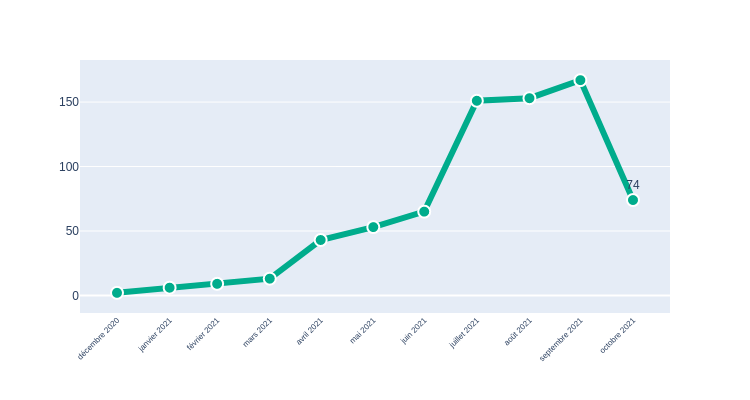 150
100
50
0
74
décembre 2020
janvier 2021
février 2021
mars 2021
avril 2021
mai 2021
juin 2021
juillet 2021
août 2021
septembre 2021
octobre 2021